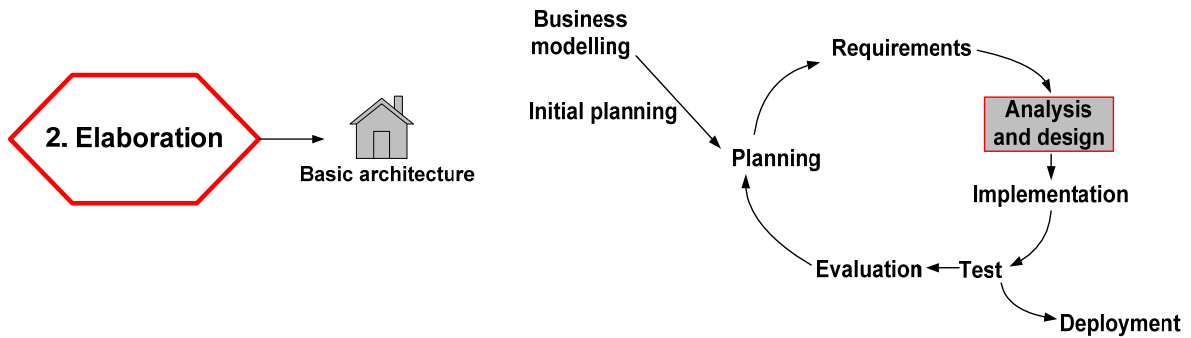 2. Elaboration
Basic architecture
Business
modelling
Initial planning
Planning
Requirements
Analysis
and design
Implementation
Test
Evaluation
Deployment